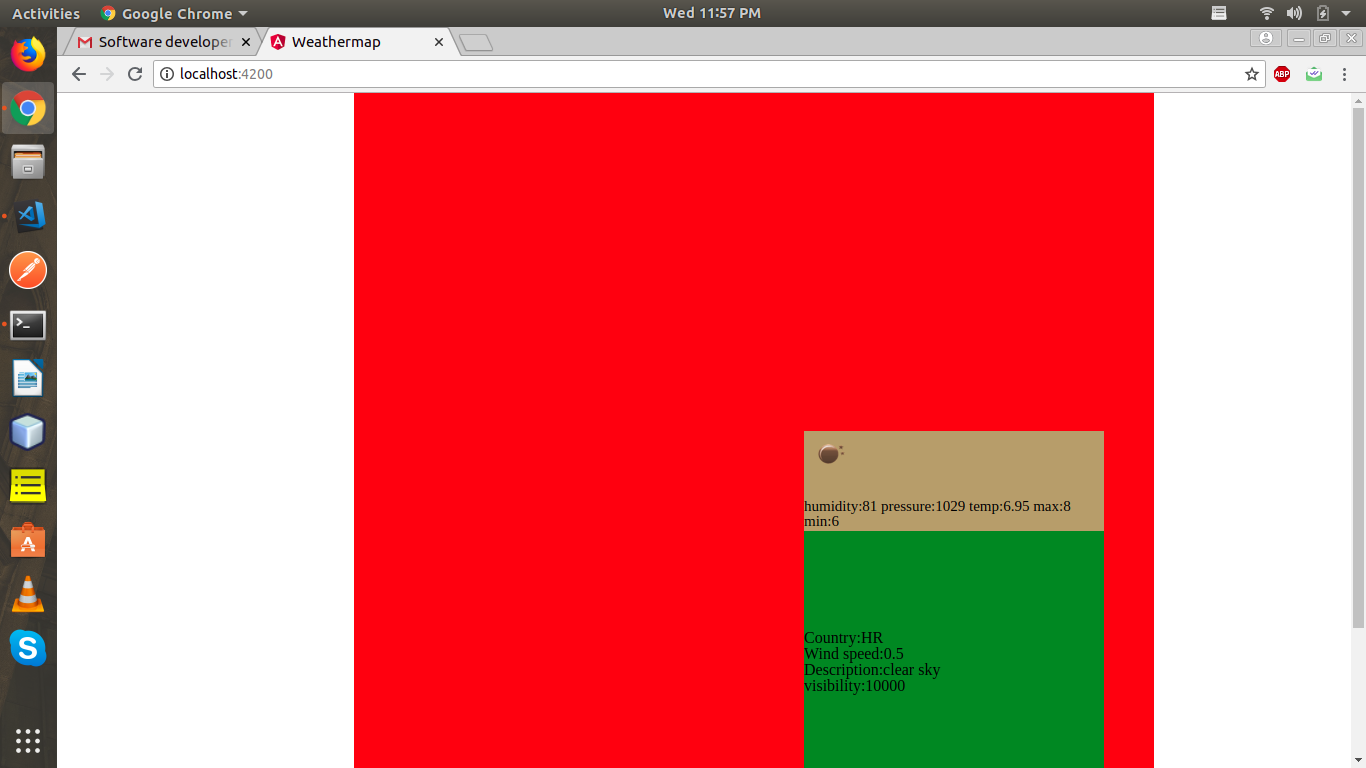 Activities Google Chrome Wed 11:57 PM
Software developer Weathermap
localhost:4200
ABP
humidity:81 pressure:1029 temp:6.95 max:8
min:6
Country:HR
Wind speed:0.5
Description:clear sky
visibility:10000